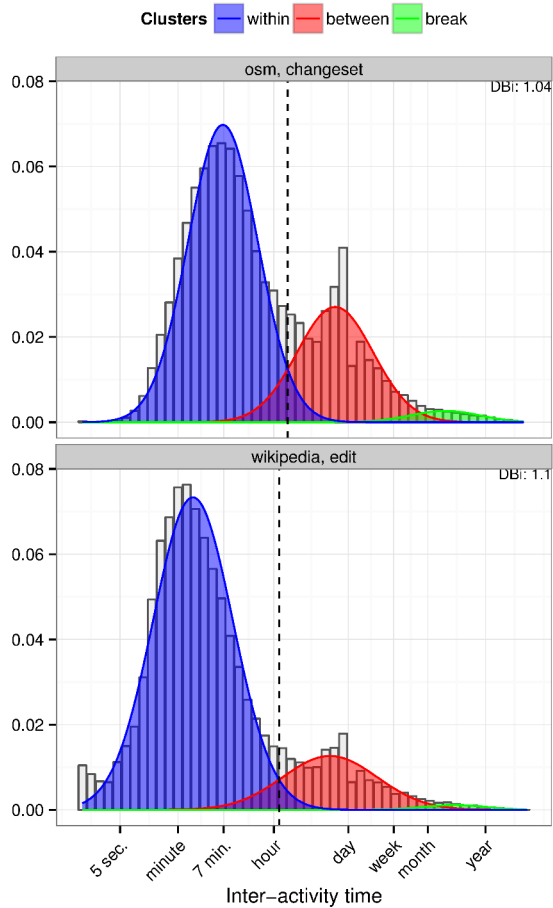 Clusters within between break
osm, changeset
DBi: 1.04
0.08
0.06
0.04
0.02
0.00
wikipedia, edit
DBi: 1.1
0.08
0.06
0.04
0.02
0.00
5 sec. minute 7 min. hour day week month year
Inter−activity time